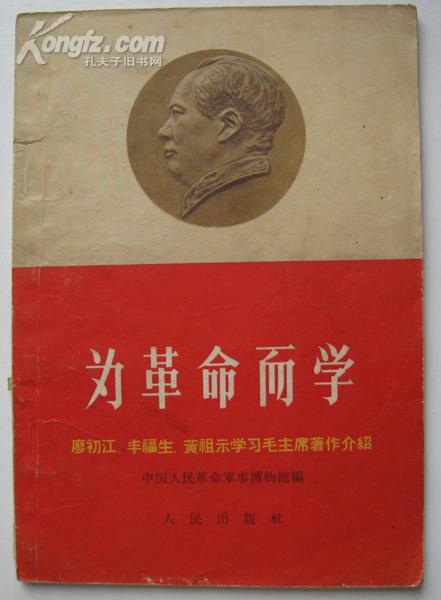 Kongfz.com
孔夫子旧书网
为革命而学
廖初江、丰福生、黄祖示学习毛主席著作介紹
中国人民革命軍事博物館編
人民出版社